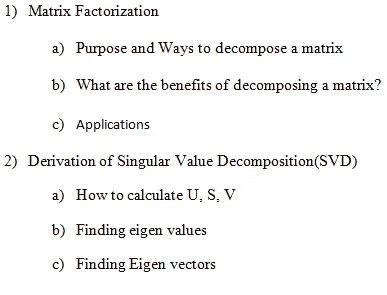 1) Matrix Factorization
a) Purpose and Ways to decompose a matrix
b) What are the benefits of decomposing a matrix?
c) Applications
2) Derivation of Singular Value Decomposition(SVD)
a) How to calculate U, S, V
b) Finding eigen values
c) Finding Eigen vectors